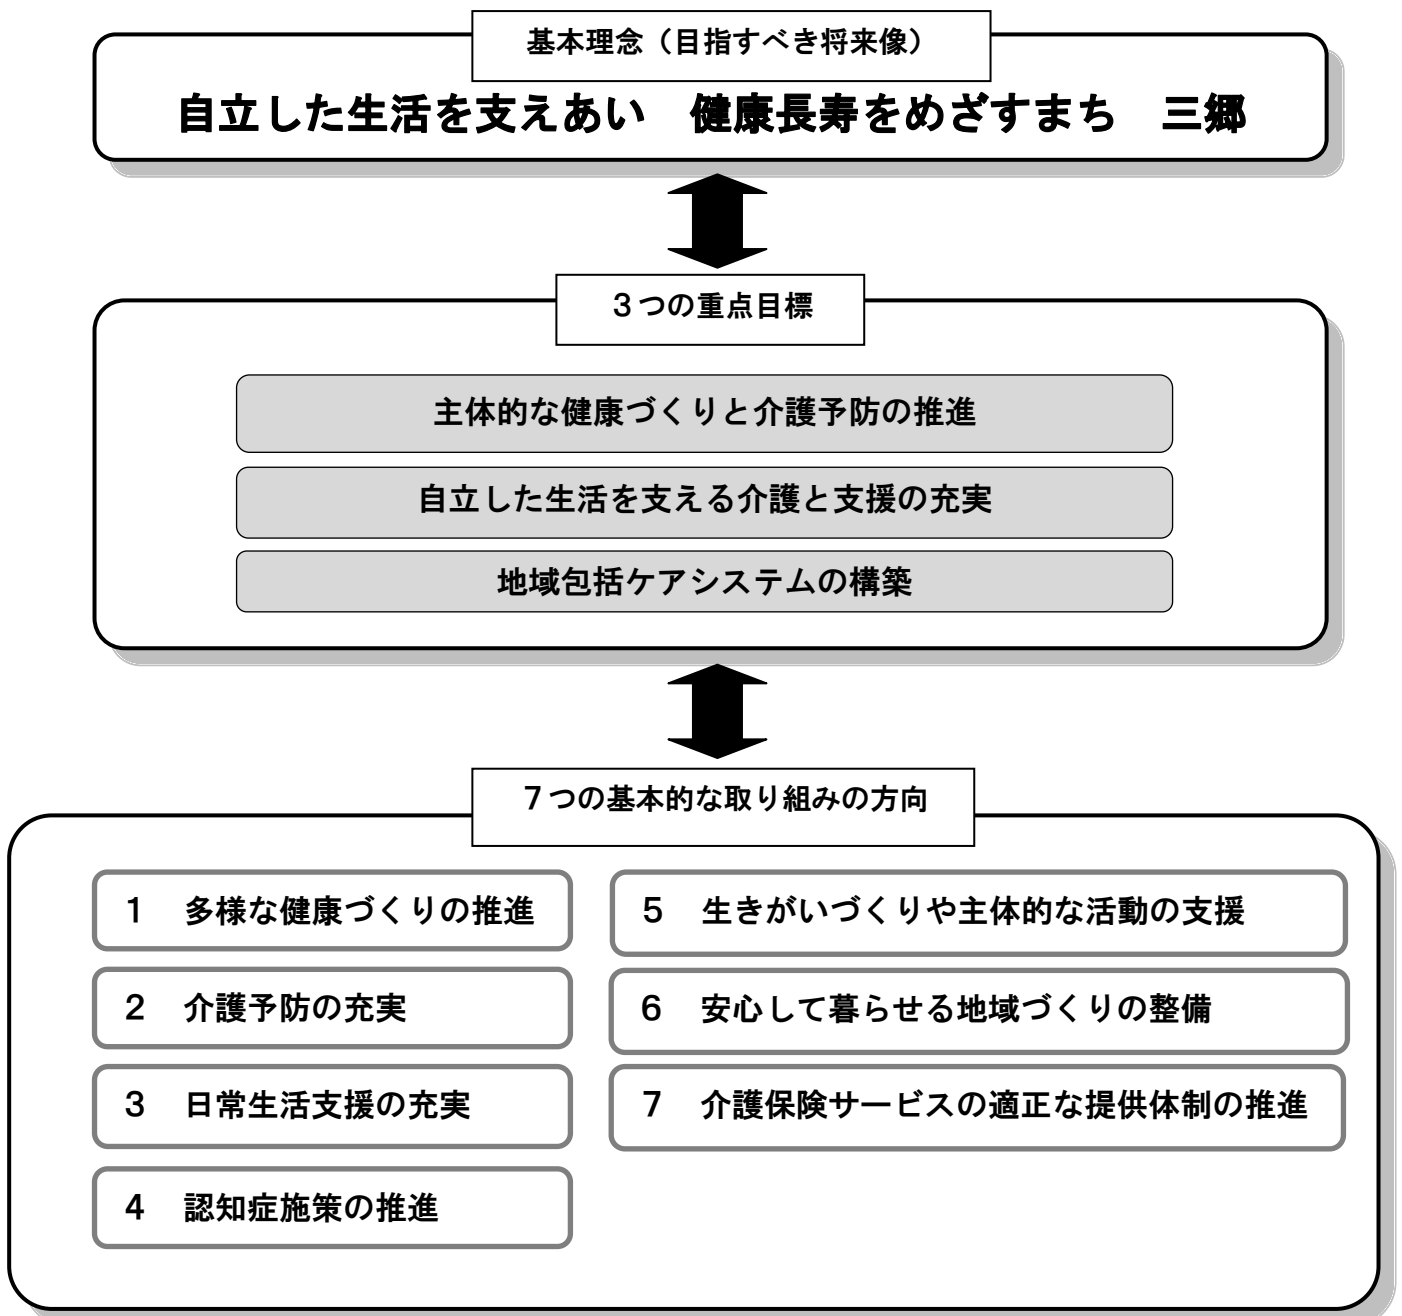 基本理念（目指すべき将来像）
自立した生活を支えあい　健康長寿をめざすまち　三郷
３つの重点目標
主体的な健康づくりと介護予防の推進
自立した生活を支える介護と支援の充実
地域包括ケアシステムの構築
７つの基本的な取り組みの方向
1　多様な健康づくりの推進
2　介護予防の充実
3　日常生活支援の充実
4　認知症施策の推進
5　生きがいづくりや主体的な活動の支援
6　安心して暮らせる地域づくりの整備
7　介護保険サービスの適正な提供体制の推進